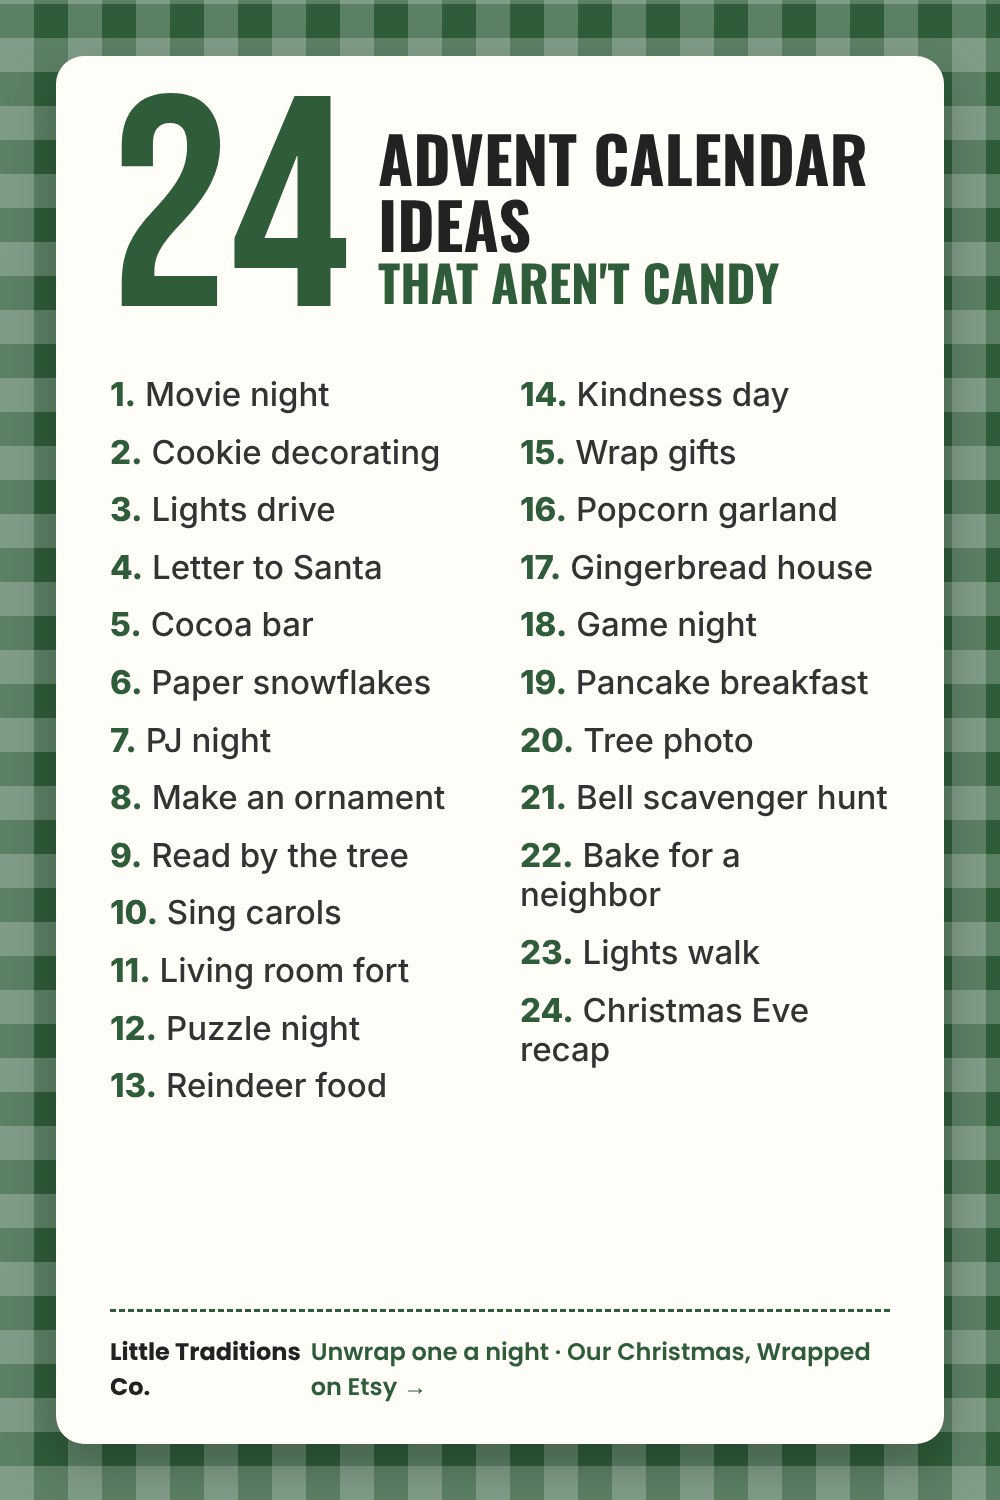 24
ADVENT CALENDAR
IDEAS
THAT AREN'T CANDY
1. Movie night
2. Cookie decorating
3. Lights drive
4. Letter to Santa
5. Cocoa bar
6. Paper snowflakes
7. PJ night
8. Make an ornament
9. Read by the tree
10. Sing carols
11. Living room fort
12. Puzzle night
13. Reindeer food
14. Kindness day
15. Wrap gifts
16. Popcorn garland
17. Gingerbread house
18. Game night
19. Pancake breakfast
20. Tree photo
21. Bell scavenger hunt
22. Bake for a
neighbor
23. Lights walk
24. Christmas Eve
recap
Little Traditions
Co.
Unwrap one a night · Our Christmas, Wrapped
on Etsy →